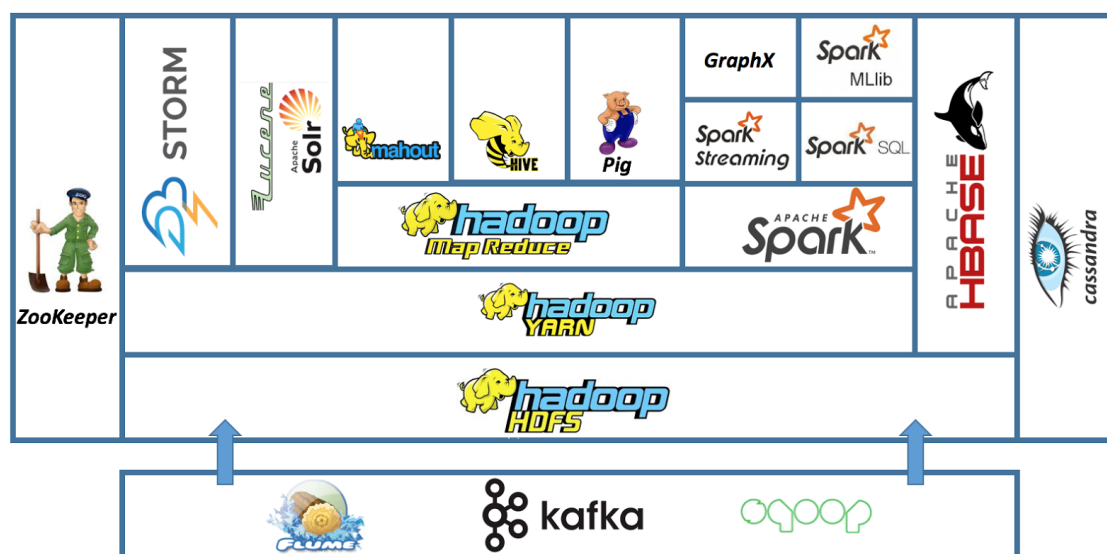 ZooKeeper
STORM
Lucene
Apache
Solr
mahout
HIVE
Pig
GraphX
Spark
MLlib
Spark
Streaming
Spark SQL
hadoop
Map Reduce
APACHE
Spark™
APACHE
HBASE
cassandra
hadoop
YARN
hadoop
HDFS
FLUME
kafka
sqoop